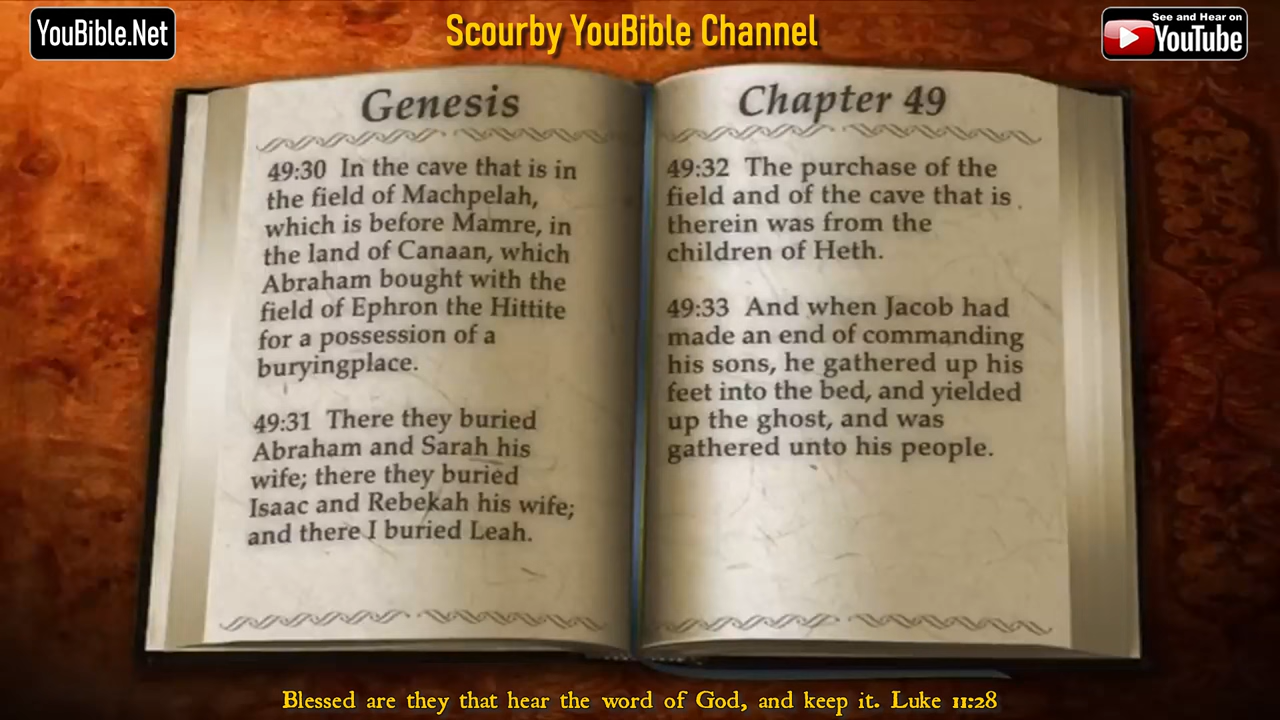 YouBible.Net
Scourby YouBible Channel
See and Hear on
YouTube
Genesis
49:30 In the cave that is in
the field of Machpelah,
which is before Mamre, in
the land of Canaan, which
Abraham bought with the
field of Ephron the Hittite
for a possession of a
buryingplace.
49:31 There they buried
Abraham and Sarah his
wife; there they buried
Isaac and Rebekah his wife;
and there I buried Leah.
Chapter 49
49:32 The purchase of the
field and of the cave that is
therein was from the
children of Heth.
49:33 And when Jacob had
made an end of commanding
his sons, he gathered up his
feet into the bed, and yielded
up the ghost, and was
gathered unto his people.
Blessed are they that hear the word of God, and keep it. Luke 11:28